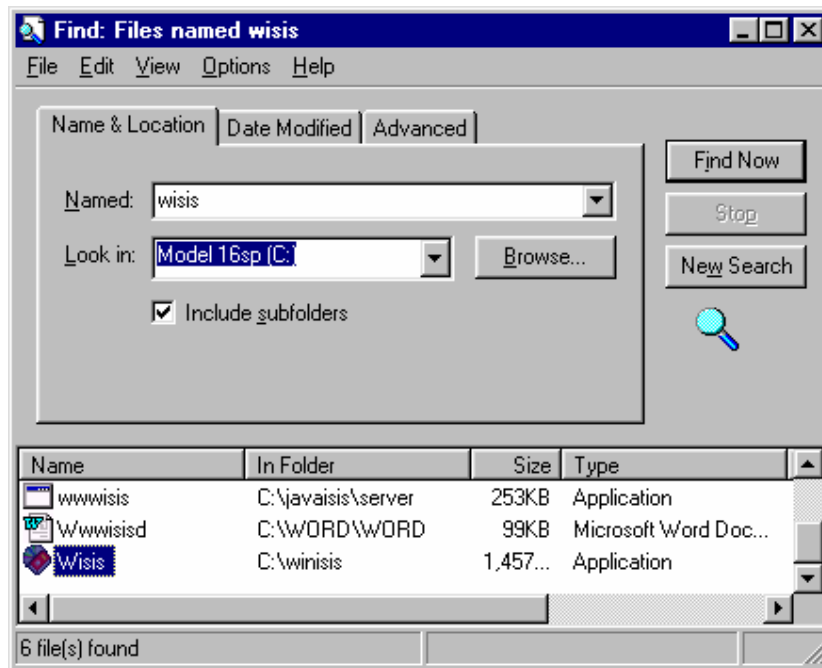 Find: Files named wisis
File Edit View Options Help
Name & Location Date Modified Advanced
Find Now
Named: wisis
Stop
Look in: Model 16sp (C:) Browse...
New Search
Include subfolders
Name In Folder Size Type
wwwisis C:\javaisis\server 253KB Application
Wwwisisd C:\WORD\WORD 99KB Microsoft Word Doc...
Wisis C:\winisis 1,457... Application
6 file(s) found